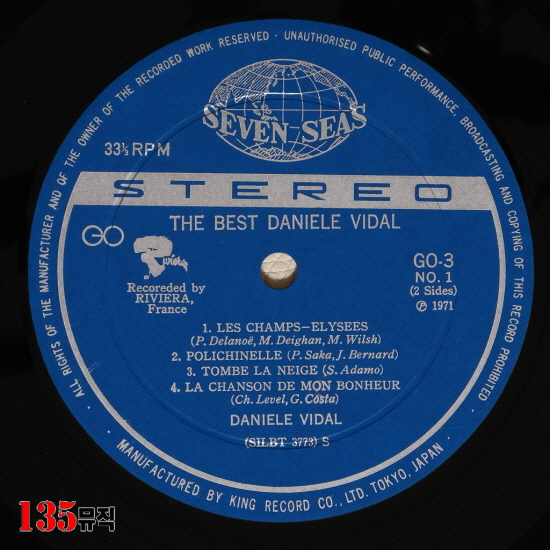 ALL RIGHTS OF THE MANUFACTURER AND OF THE OWNER OF THE RECORDED WORK RESERVED · UNAUTHORISED PUBLIC PERFORMANCE, BROADCASTING AND COPYING OF THIS RECORD PROHIBITED ·
SEVEN SEAS
33⅓ RPM
STEREO
THE BEST DANIELE VIDAL
GO
Riviera
Recoreded by
RIVIERA,
France
GO-3
NO. 1
(2 Sides)
Ⓟ 1971
1. LES CHAMPS-ELYSEES
(P. Delanoë, M. Deighan, M. Wilsh)
2. POLICHINELLE (P. Saka, J. Bernard)
3. TOMBE LA NEIGE (S. Adamo)
4. LA CHANSON DE MON BONHEUR
(Ch. Level, G. Costa)
DANIELE VIDAL
(SILBT 3773) S
MANUFACTURED BY KING RECORD CO., LTD. TOKYO, JAPAN ·
135뮤직